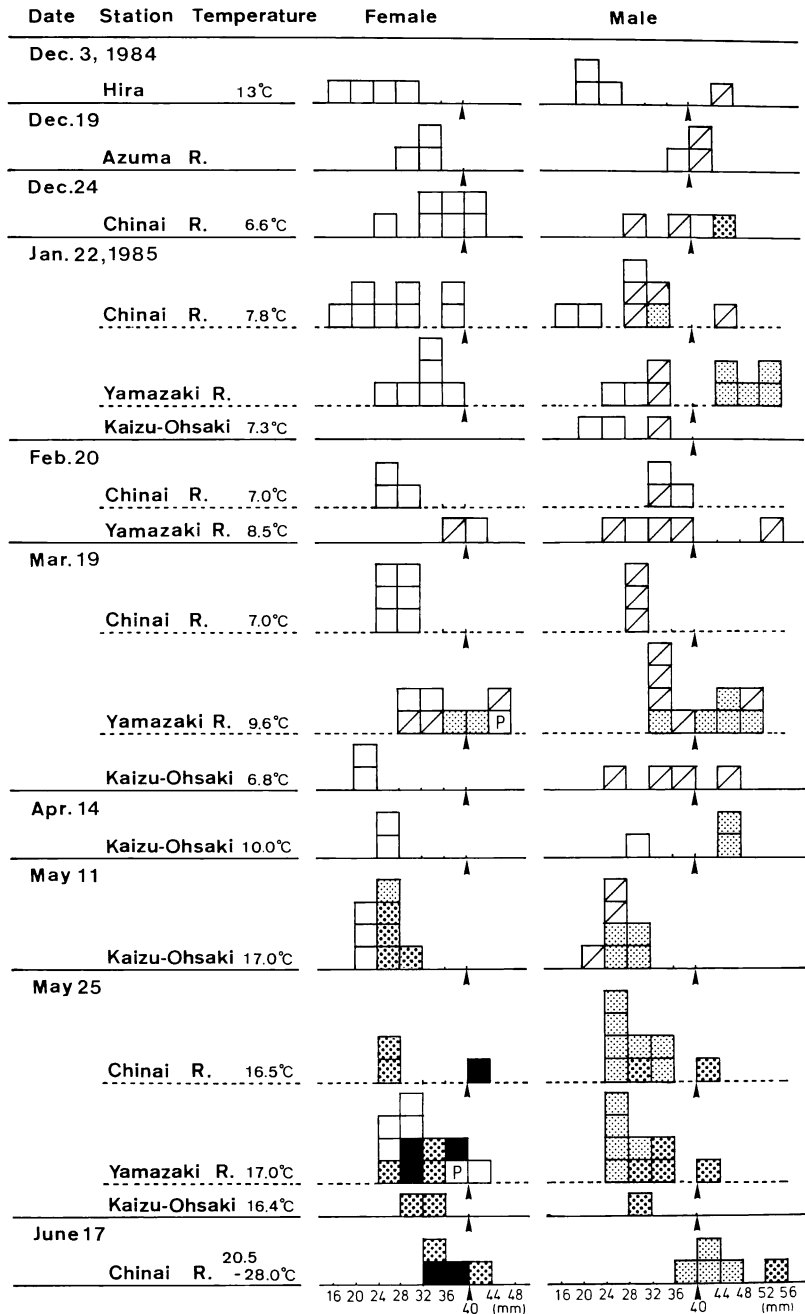 Date Station Temperature Female Male
Dec. 3, 1984
Hira 13°C
Dec.19
Azuma R.
Dec.24
Chinai R. 6.6°C
Jan. 22,1985
Chinai R. 7.8°C
Yamazaki R.
Kaizu-Ohsaki 7.3°C
Feb.20
Chinai R. 7.0°C
Yamazaki R. 8.5°C
Mar.19
Chinai R. 7.0°C
Yamazaki R. 9.6°C P
Kaizu-Ohsaki 6.8°C
Apr. 14
Kaizu-Ohsaki 10.0°C
May 11
Kaizu-Ohsaki 17.0°C
May 25
Chinai R. 16.5°C
Yamazaki R. 17.0°C P
Kaizu-Ohsaki 16.4°C
June 17
20.5
Chinai R. -28.0°C
16 20 24 28 32 36 44 48 16 20 24 28 32 36 44 48 52 56
40 (mm) 40 (mm)